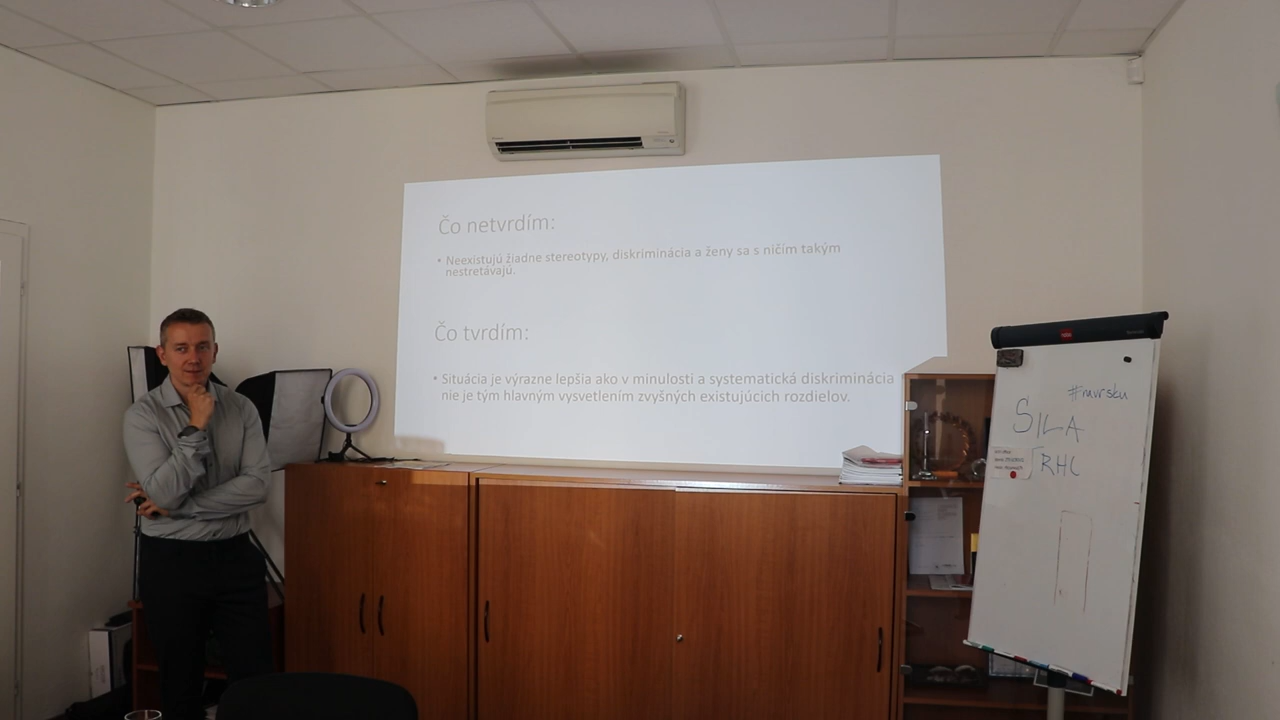 Čo netvrdím:
• Neexistujú žiadne stereotypy, diskriminácia a ženy sa s ničím takým
nestretávajú.
Čo tvrdím:
• Situácia je výrazne lepšia ako v minulosti a systematická diskriminácia
nie je tým hlavným vysvetlením zvyšných existujúcich rozdielov.
SILA
RHC